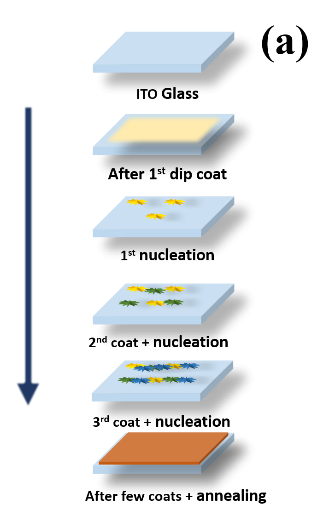 (a)
ITO Glass
After 1st dip coat
1st nucleation
2nd coat + nucleation
3rd coat + nucleation
After few coats + annealing